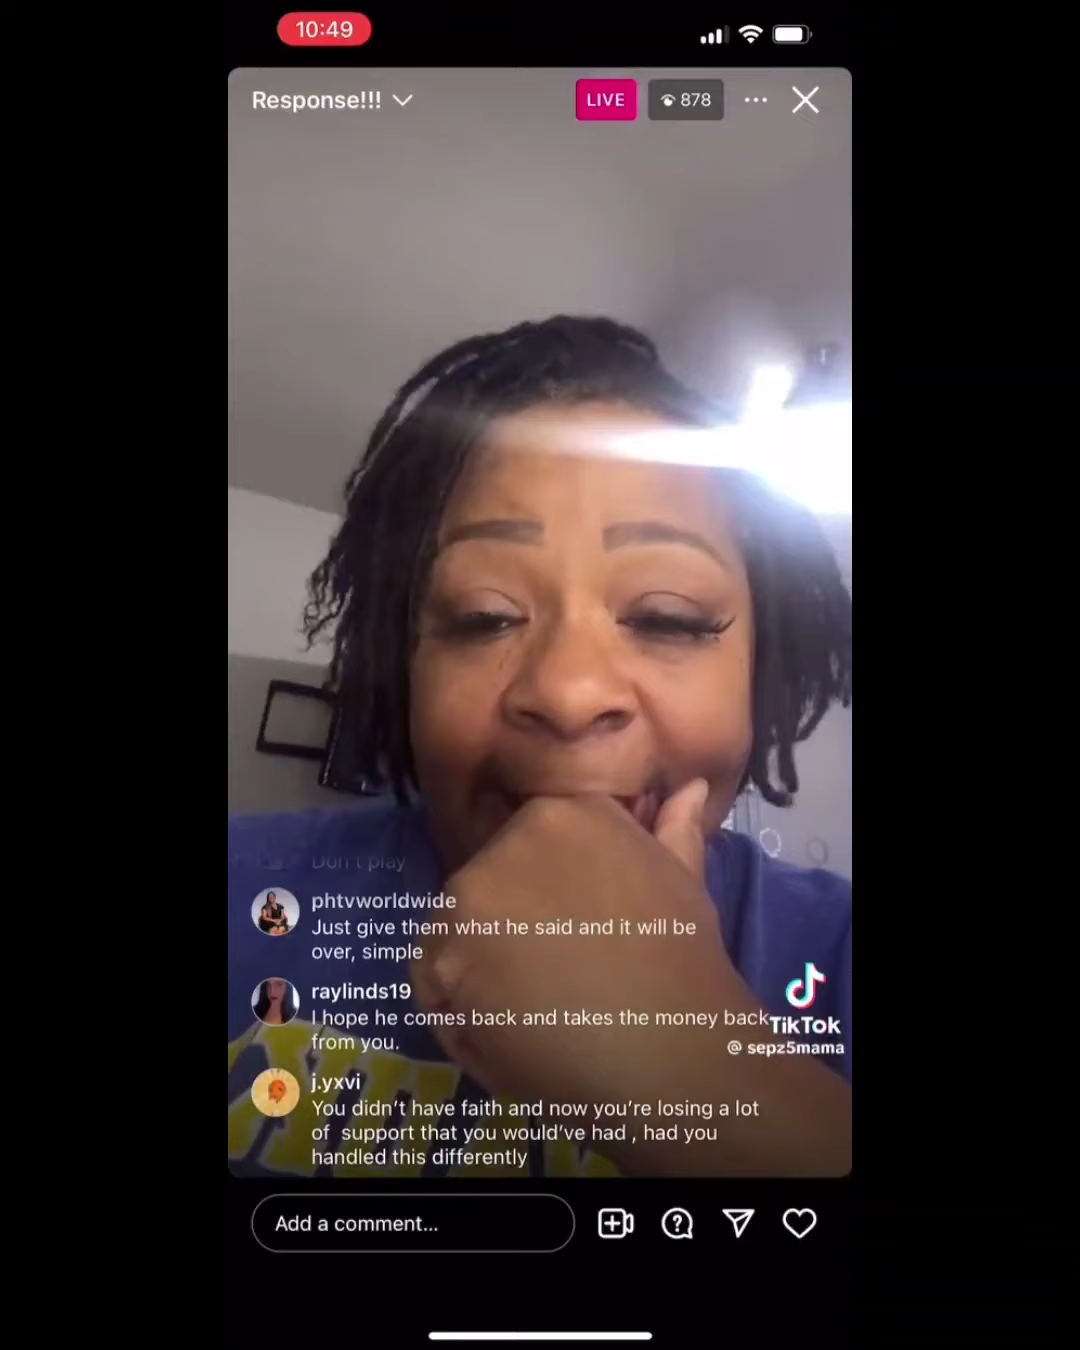 10:49
Response!!!
LIVE
878
Don't play
phtvworldwide
Just give them what he said and it will be
over, simple
raylinds19
I hope he comes back and takes the money back
from you.
TikTok
@ sepz5mama
j.yxvi
You didn’t have faith and now you’re losing a lot
of  support that you would’ve had , had you
handled this differently
Add a comment...